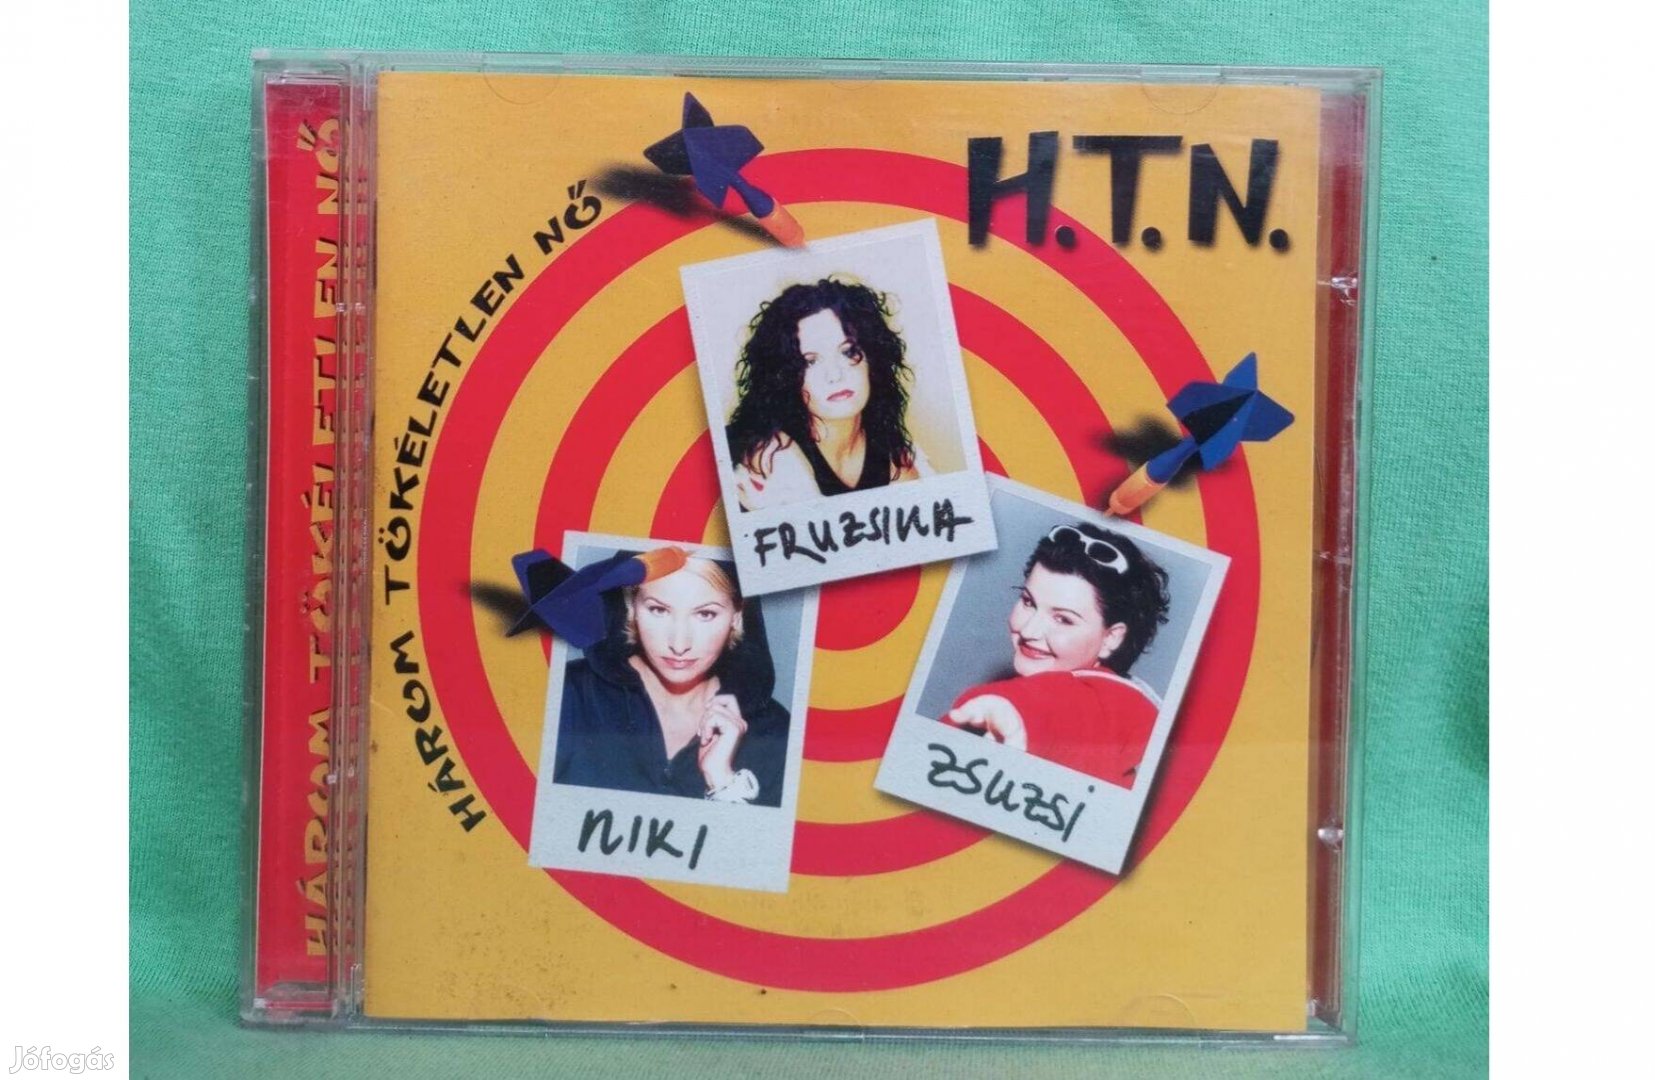 HÁROM TÖKÉLETLEN NŐ
HÁROM TÖKÉLETLEN NŐ
H.T.N.
FRUZSINA
NIKI
ZSUZSI
Jófogás